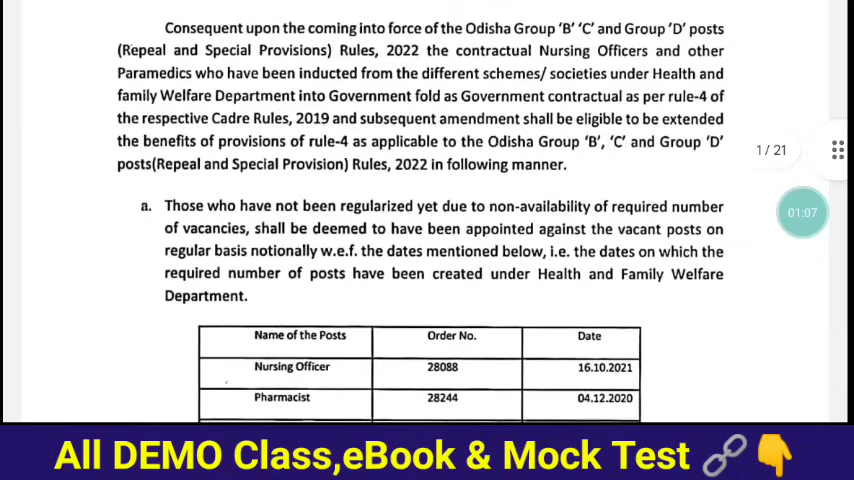 Consequent upon the coming into force of the Odisha Group 'B' 'C' and Group 'D' posts
(Repeal and Special Provisions) Rules, 2022 the contractual Nursing Officers and other
Paramedics who have been inducted from the different schemes/ societies under Health and
family Welfare Department into Government fold as Government contractual as per rule-4 of
the respective Cadre Rules, 2019 and subsequent amendment shall be eligible to be extended
the benefits of provisions of rule-4 as applicable to the Odisha Group 'B', 'C' and Group 'D'
posts(Repeal and Special Provision) Rules, 2022 in following manner.
1 / 21
01:07
a. Those who have not been regularized yet due to non-availability of required number
of vacancies, shall be deemed to have been appointed against the vacant posts on
regular basis notionally w.e.f. the dates mentioned below, i.e. the dates on which the
required number of posts have been created under Health and Family Welfare
Department.
Name of the Posts Order No. Date
Nursing Officer 28088 16.10.2021
Pharmacist 28244 04.12.2020
All DEMO Class,eBook & Mock Test 🔗👇